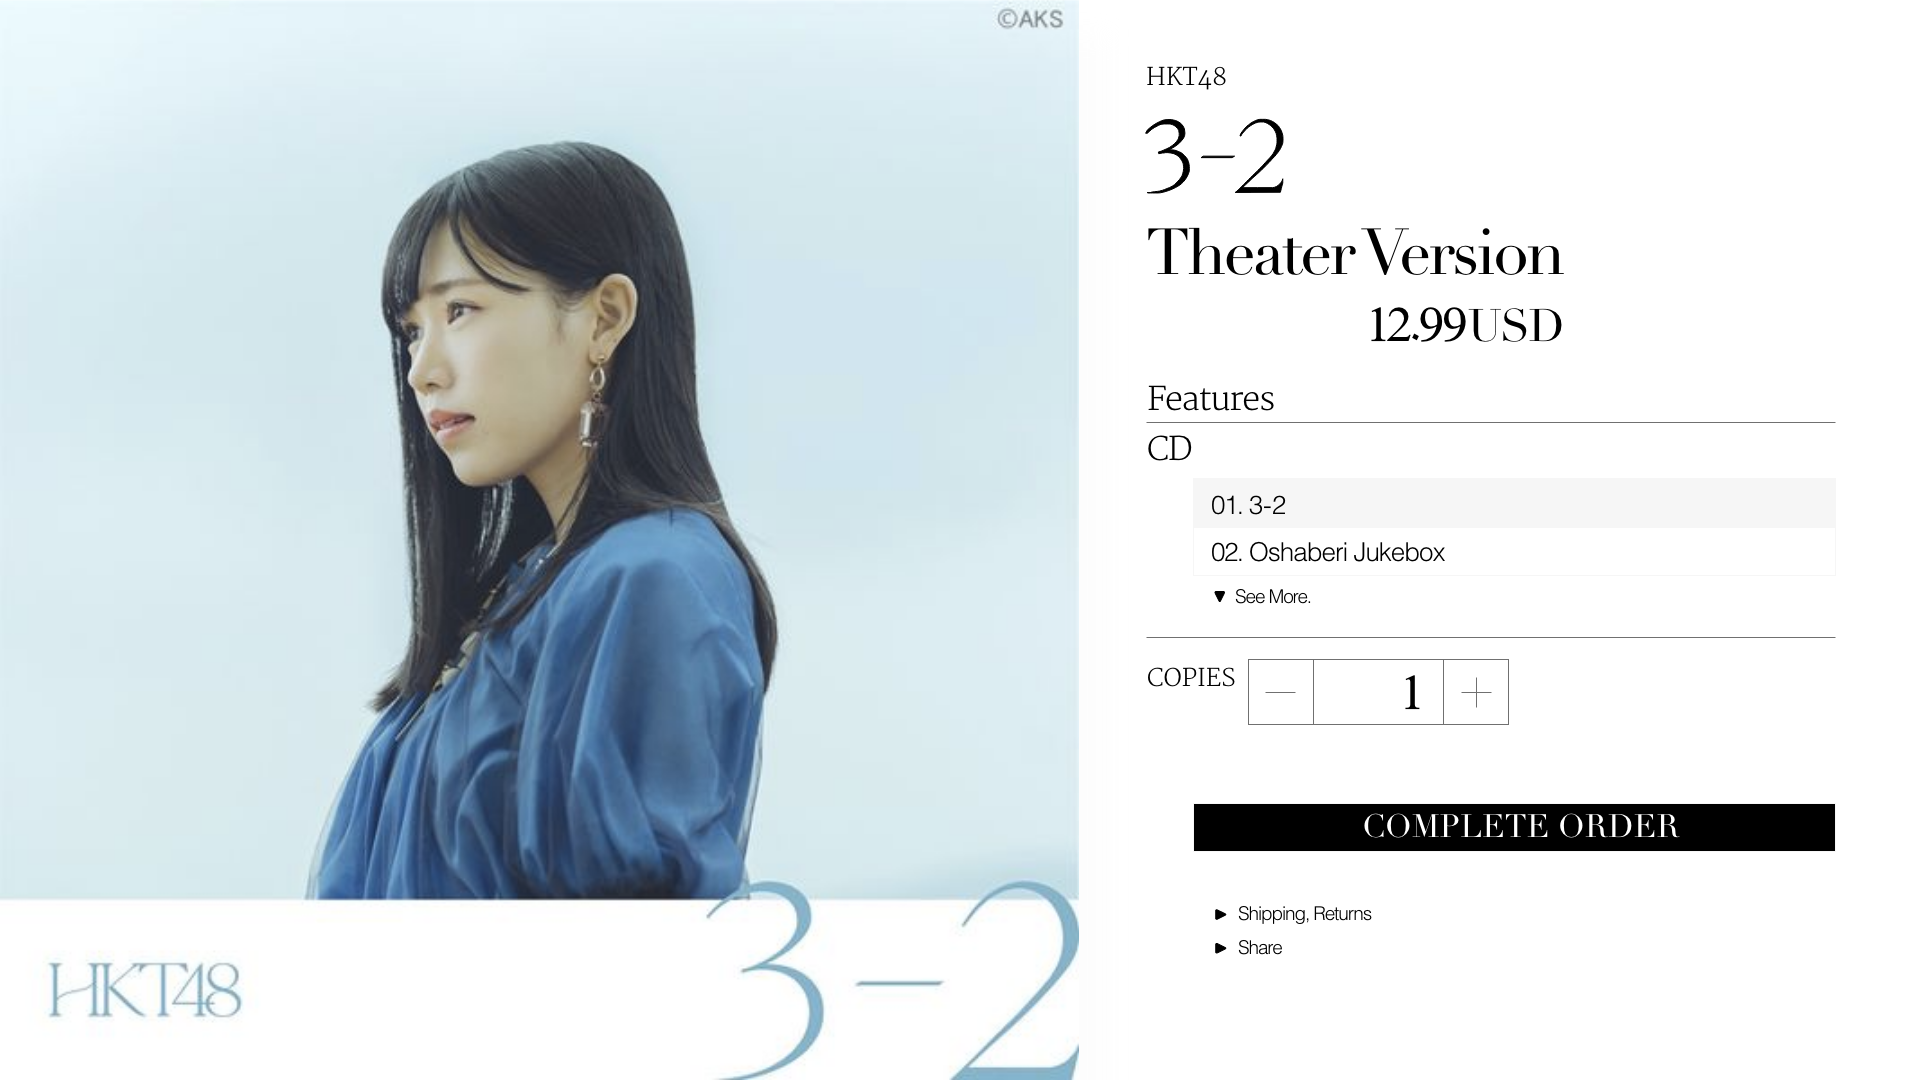 ©AKS
HKT48
3-2
HKT48
3-2
Theater Version
12.99USD
Features
CD
01. 3-2
02. Oshaberi Jukebox
▼ See More.
COPIES
— 1 +
COMPLETE ORDER
► Shipping, Returns
► Share